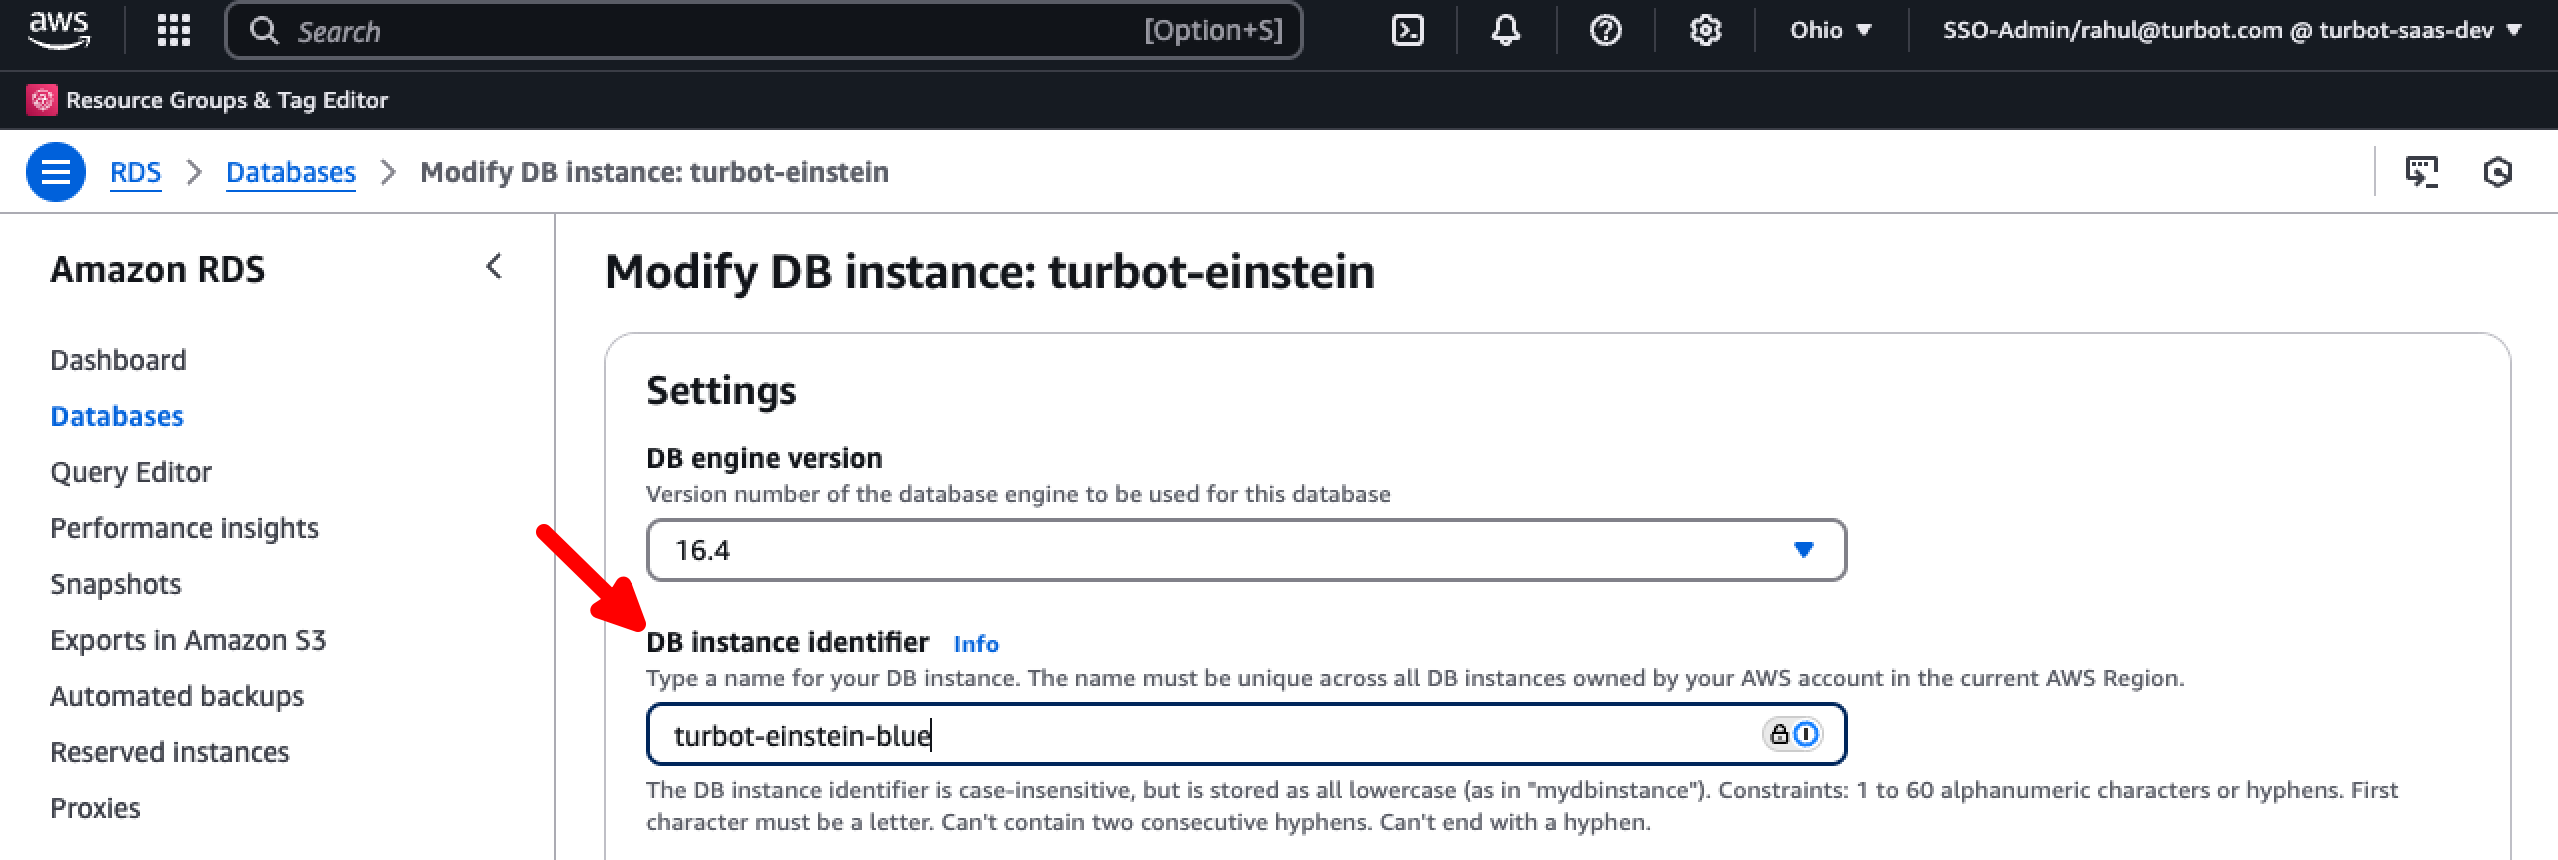 aws
Search
[Option+S]
Ohio
SSO-Admin/rahul@turbot.com @ turbot-saas-dev
Resource Groups & Tag Editor
RDS
Databases
Modify DB instance: turbot-einstein
Amazon RDS
Dashboard
Databases
Query Editor
Performance insights
Snapshots
Exports in Amazon S3
Automated backups
Reserved instances
Proxies
Modify DB instance: turbot-einstein
Settings
DB engine version
Version number of the database engine to be used for this database
16.4
DB instance identifier Info
Type a name for your DB instance. The name must be unique across all DB instances owned by your AWS account in the current AWS Region.
turbot-einstein-blue
The DB instance identifier is case-insensitive, but is stored as all lowercase (as in "mydbinstance"). Constraints: 1 to 60 alphanumeric characters or hyphens. First
character must be a letter. Can't contain two consecutive hyphens. Can't end with a hyphen.